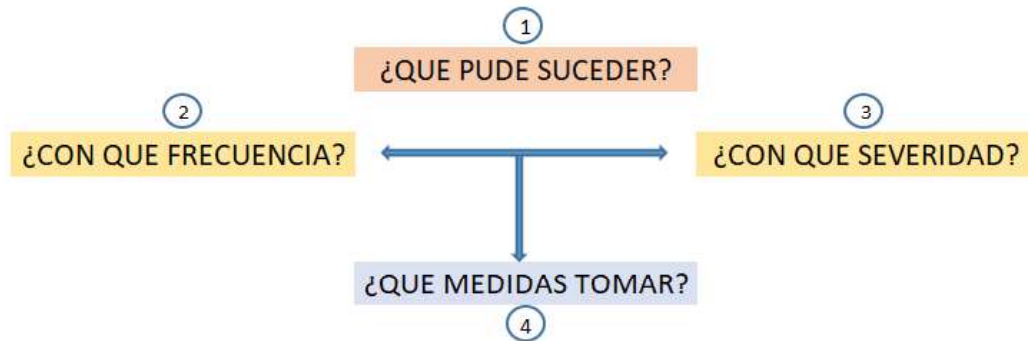 1
¿QUE PUDE SUCEDER?
2
¿CON QUE FRECUENCIA?
3
¿CON QUE SEVERIDAD?
¿QUE MEDIDAS TOMAR?
4